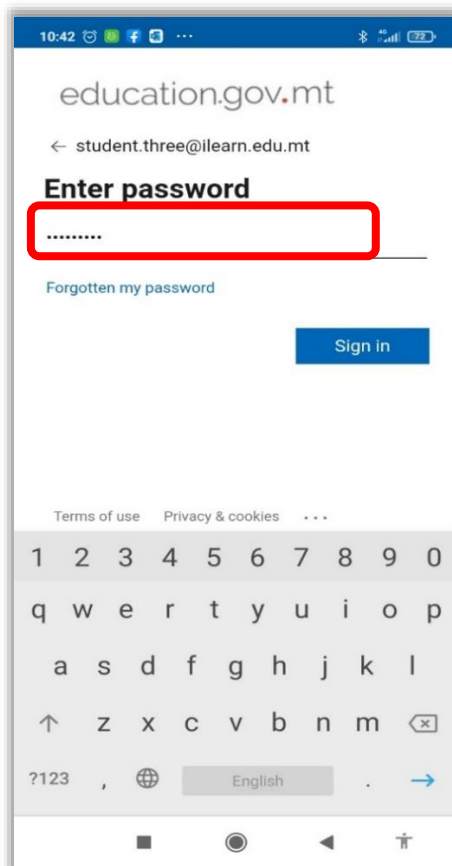 10:42
72
education.gov.mt
← student.three@ilearn.edu.mt
Enter password
.........
Forgotten my password
Sign in
Terms of use Privacy & cookies ...
1 2 3 4 5 6 7 8 9 0
q w e r t y u i o p
a s d f g h j k l
z x c v b n m
?123 , English . →